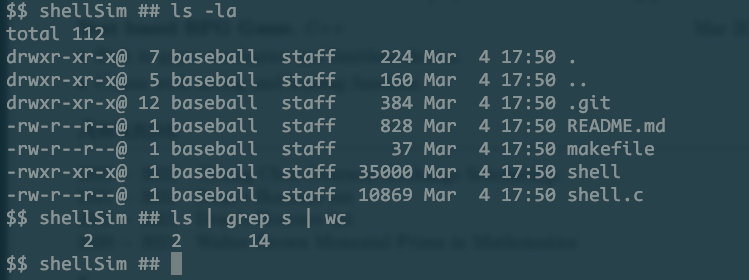 $$ shellSim ## ls -la
total 112
drwxr-xr-x@  7 baseball  staff    224 Mar  4 17:50 .
drwxr-xr-x@  5 baseball  staff    160 Mar  4 17:50 ..
drwxr-xr-x@ 12 baseball  staff    384 Mar  4 17:50 .git
-rw-r--r--@  1 baseball  staff    828 Mar  4 17:50 README.md
-rw-r--r--@  1 baseball  staff     37 Mar  4 17:50 makefile
-rwxr-xr-x@  1 baseball  staff  35000 Mar  4 17:50 shell
-rw-r--r--@  1 baseball  staff  10869 Mar  4 17:50 shell.c
$$ shellSim ## ls | grep s | wc
       2       2      14
$$ shellSim ##